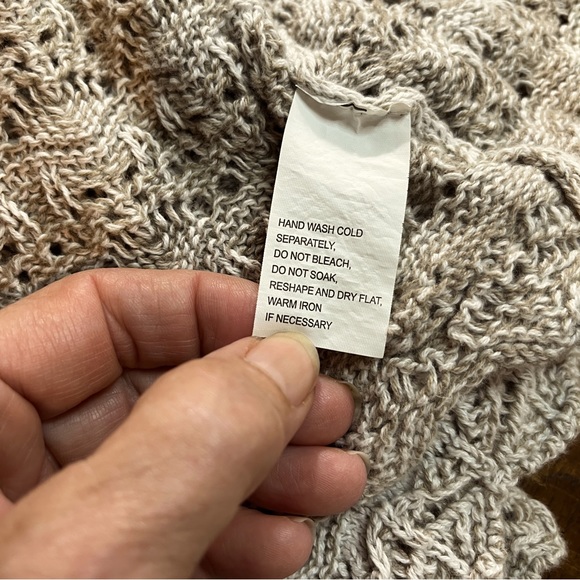 HAND WASH COLD
SEPARATELY,
DO NOT BLEACH,
DO NOT SOAK,
RESHAPE AND DRY FLAT,
WARM IRON
IF NECESSARY